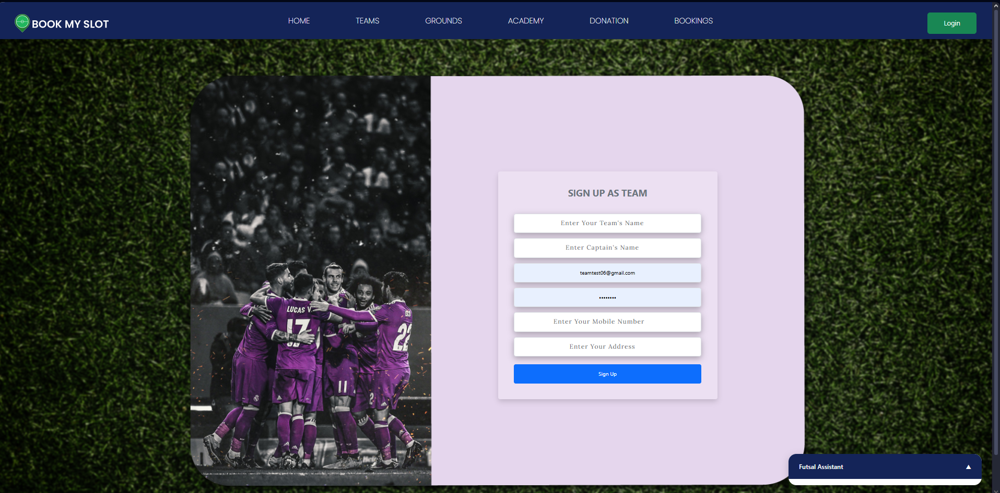 BOOK MY SLOT
HOME TEAMS GROUNDS ACADEMY DONATION BOOKINGS
Login
SIGN UP AS TEAM
Enter Your Team's Name
Enter Captain's Name
teamtest06@gmail.com
••••••••
Enter Your Mobile Number
Enter Your Address
Sign Up
LUCAS V.
17
ISCO
22
11
2
Futsal Assistant